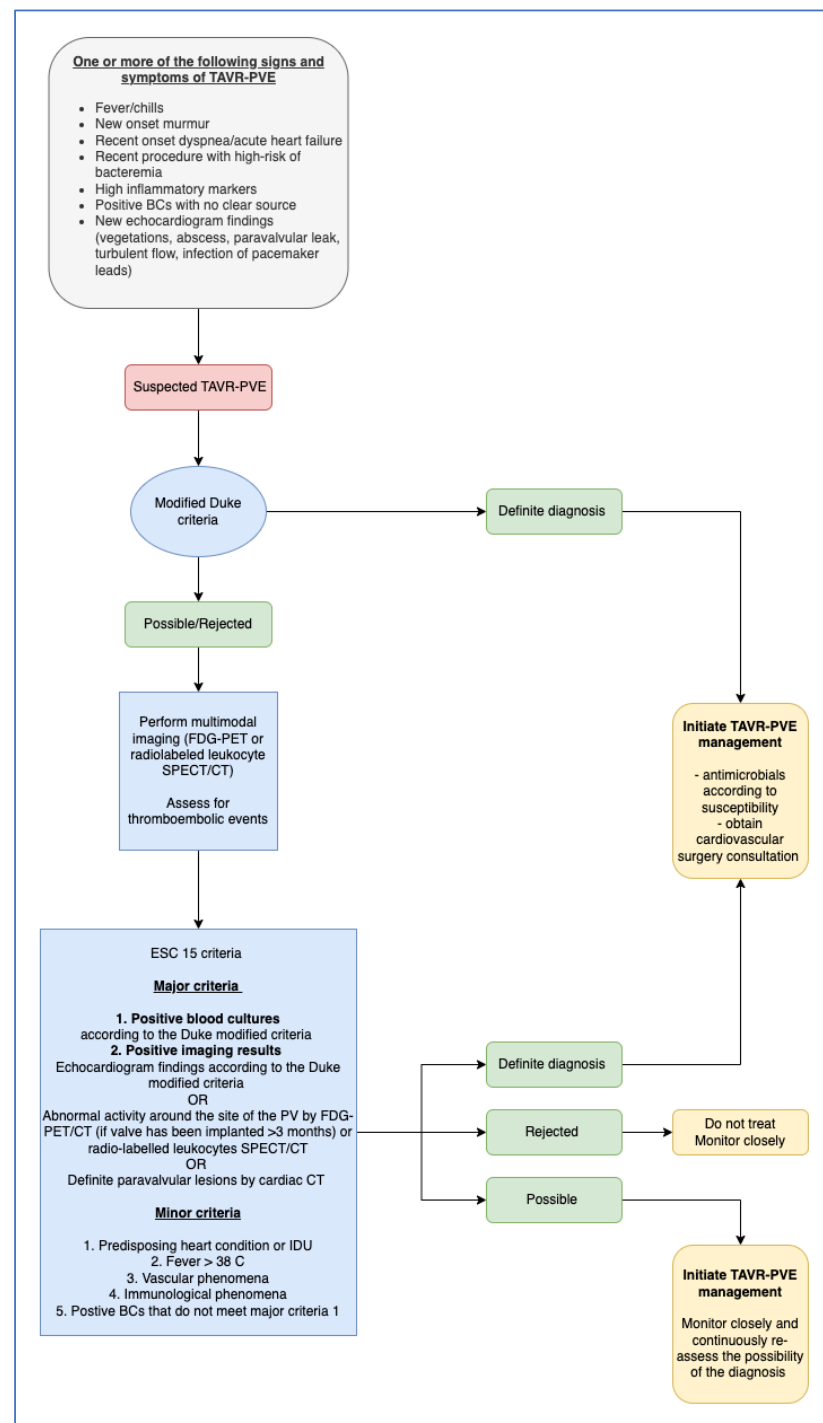 One or more of the following signs and
symptoms of TAVR-PVE
• Fever/chills
• New onset murmur
• Recent onset dyspnea/acute heart failure
• Recent procedure with high-risk of
bacteremia
• High inflammatory markers
• Positive BCs with no clear source
• New echocardiogram findings
(vegetations, abscess, paravalvular leak,
turbulent flow, infection of pacemaker
leads)
Suspected TAVR-PVE
Modified Duke
criteria
Definite diagnosis
Possible/Rejected
Perform multimodal
imaging (FDG-PET or
radiolabeled leukocyte
SPECT/CT)
Assess for
thromboembolic events
Initiate TAVR-PVE
management
- antimicrobials
according to
susceptibility
- obtain
cardiovascular
surgery consultation
ESC 15 criteria
Major criteria
1. Positive blood cultures
according to the Duke modified criteria
2. Positive imaging results
Echocardiogram findings according to the Duke
modified criteria
OR
Abnormal activity around the site of the PV by FDG-
PET/CT (if valve has been implanted >3 months) or
radio-labelled leukocytes SPECT/CT
OR
Definite paravalvular lesions by cardiac CT
Minor criteria
1. Predisposing heart condition or IDU
2. Fever > 38 C
3. Vascular phenomena
4. Immunological phenomena
5. Postive BCs that do not meet major criteria 1
Definite diagnosis
Rejected
Do not treat
Monitor closely
Possible
Initiate TAVR-PVE
management
Monitor closely and
continuously re-
assess the possibility
of the diagnosis